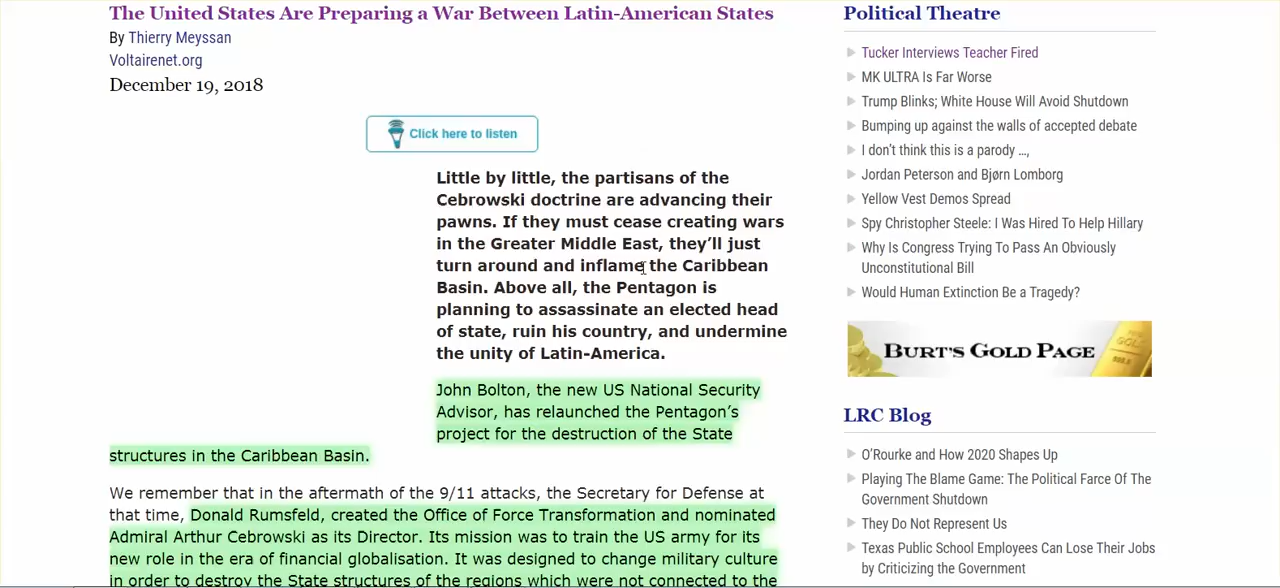 The United States Are Preparing a War Between Latin-American States
By Thierry Meyssan
Voltairenet.org
December 19, 2018
Click here to listen
Little by little, the partisans of the
Cebrowski doctrine are advancing their
pawns. If they must cease creating wars
in the Greater Middle East, they’ll just
turn around and inflame the Caribbean
Basin. Above all, the Pentagon is
planning to assassinate an elected head
of state, ruin his country, and undermine
the unity of Latin-America.
John Bolton, the new US National Security
Advisor, has relaunched the Pentagon’s
project for the destruction of the State
structures in the Caribbean Basin.
We remember that in the aftermath of the 9/11 attacks, the Secretary for Defense at
that time, Donald Rumsfeld, created the Office of Force Transformation and nominated
Admiral Arthur Cebrowski as its Director. Its mission was to train the US army for its
new role in the era of financial globalisation. It was designed to change military culture
in order to destroy the State structures of the regions which were not connected to the
Political Theatre
Tucker Interviews Teacher Fired
MK ULTRA Is Far Worse
Trump Blinks; White House Will Avoid Shutdown
Bumping up against the walls of accepted debate
I don’t think this is a parody …,
Jordan Peterson and Bjørn Lomborg
Yellow Vest Demos Spread
Spy Christopher Steele: I Was Hired To Help Hillary
Why Is Congress Trying To Pass An Obviously
Unconstitutional Bill
Would Human Extinction Be a Tragedy?
BURT'S GOLD PAGE
LRC Blog
O’Rourke and How 2020 Shapes Up
Playing The Blame Game: The Political Farce Of The
Government Shutdown
They Do Not Represent Us
Texas Public School Employees Can Lose Their Jobs
by Criticizing the Government